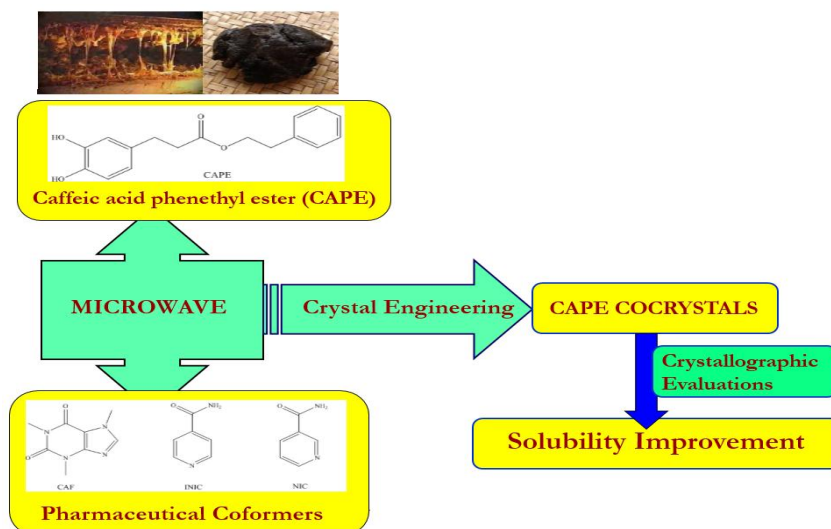 HO
HO
O
O
CAPE
Caffeic acid phenethyl ester (CAPE)
MICROWAVE
Crystal Engineering
CAPE COCRYSTALS
Crystallographic
Evaluations
Solubility Improvement
O
N
N
O
N
N
CAF
O
NH₂
N
INIC
O
NH₂
N
NIC
Pharmaceutical Coformers